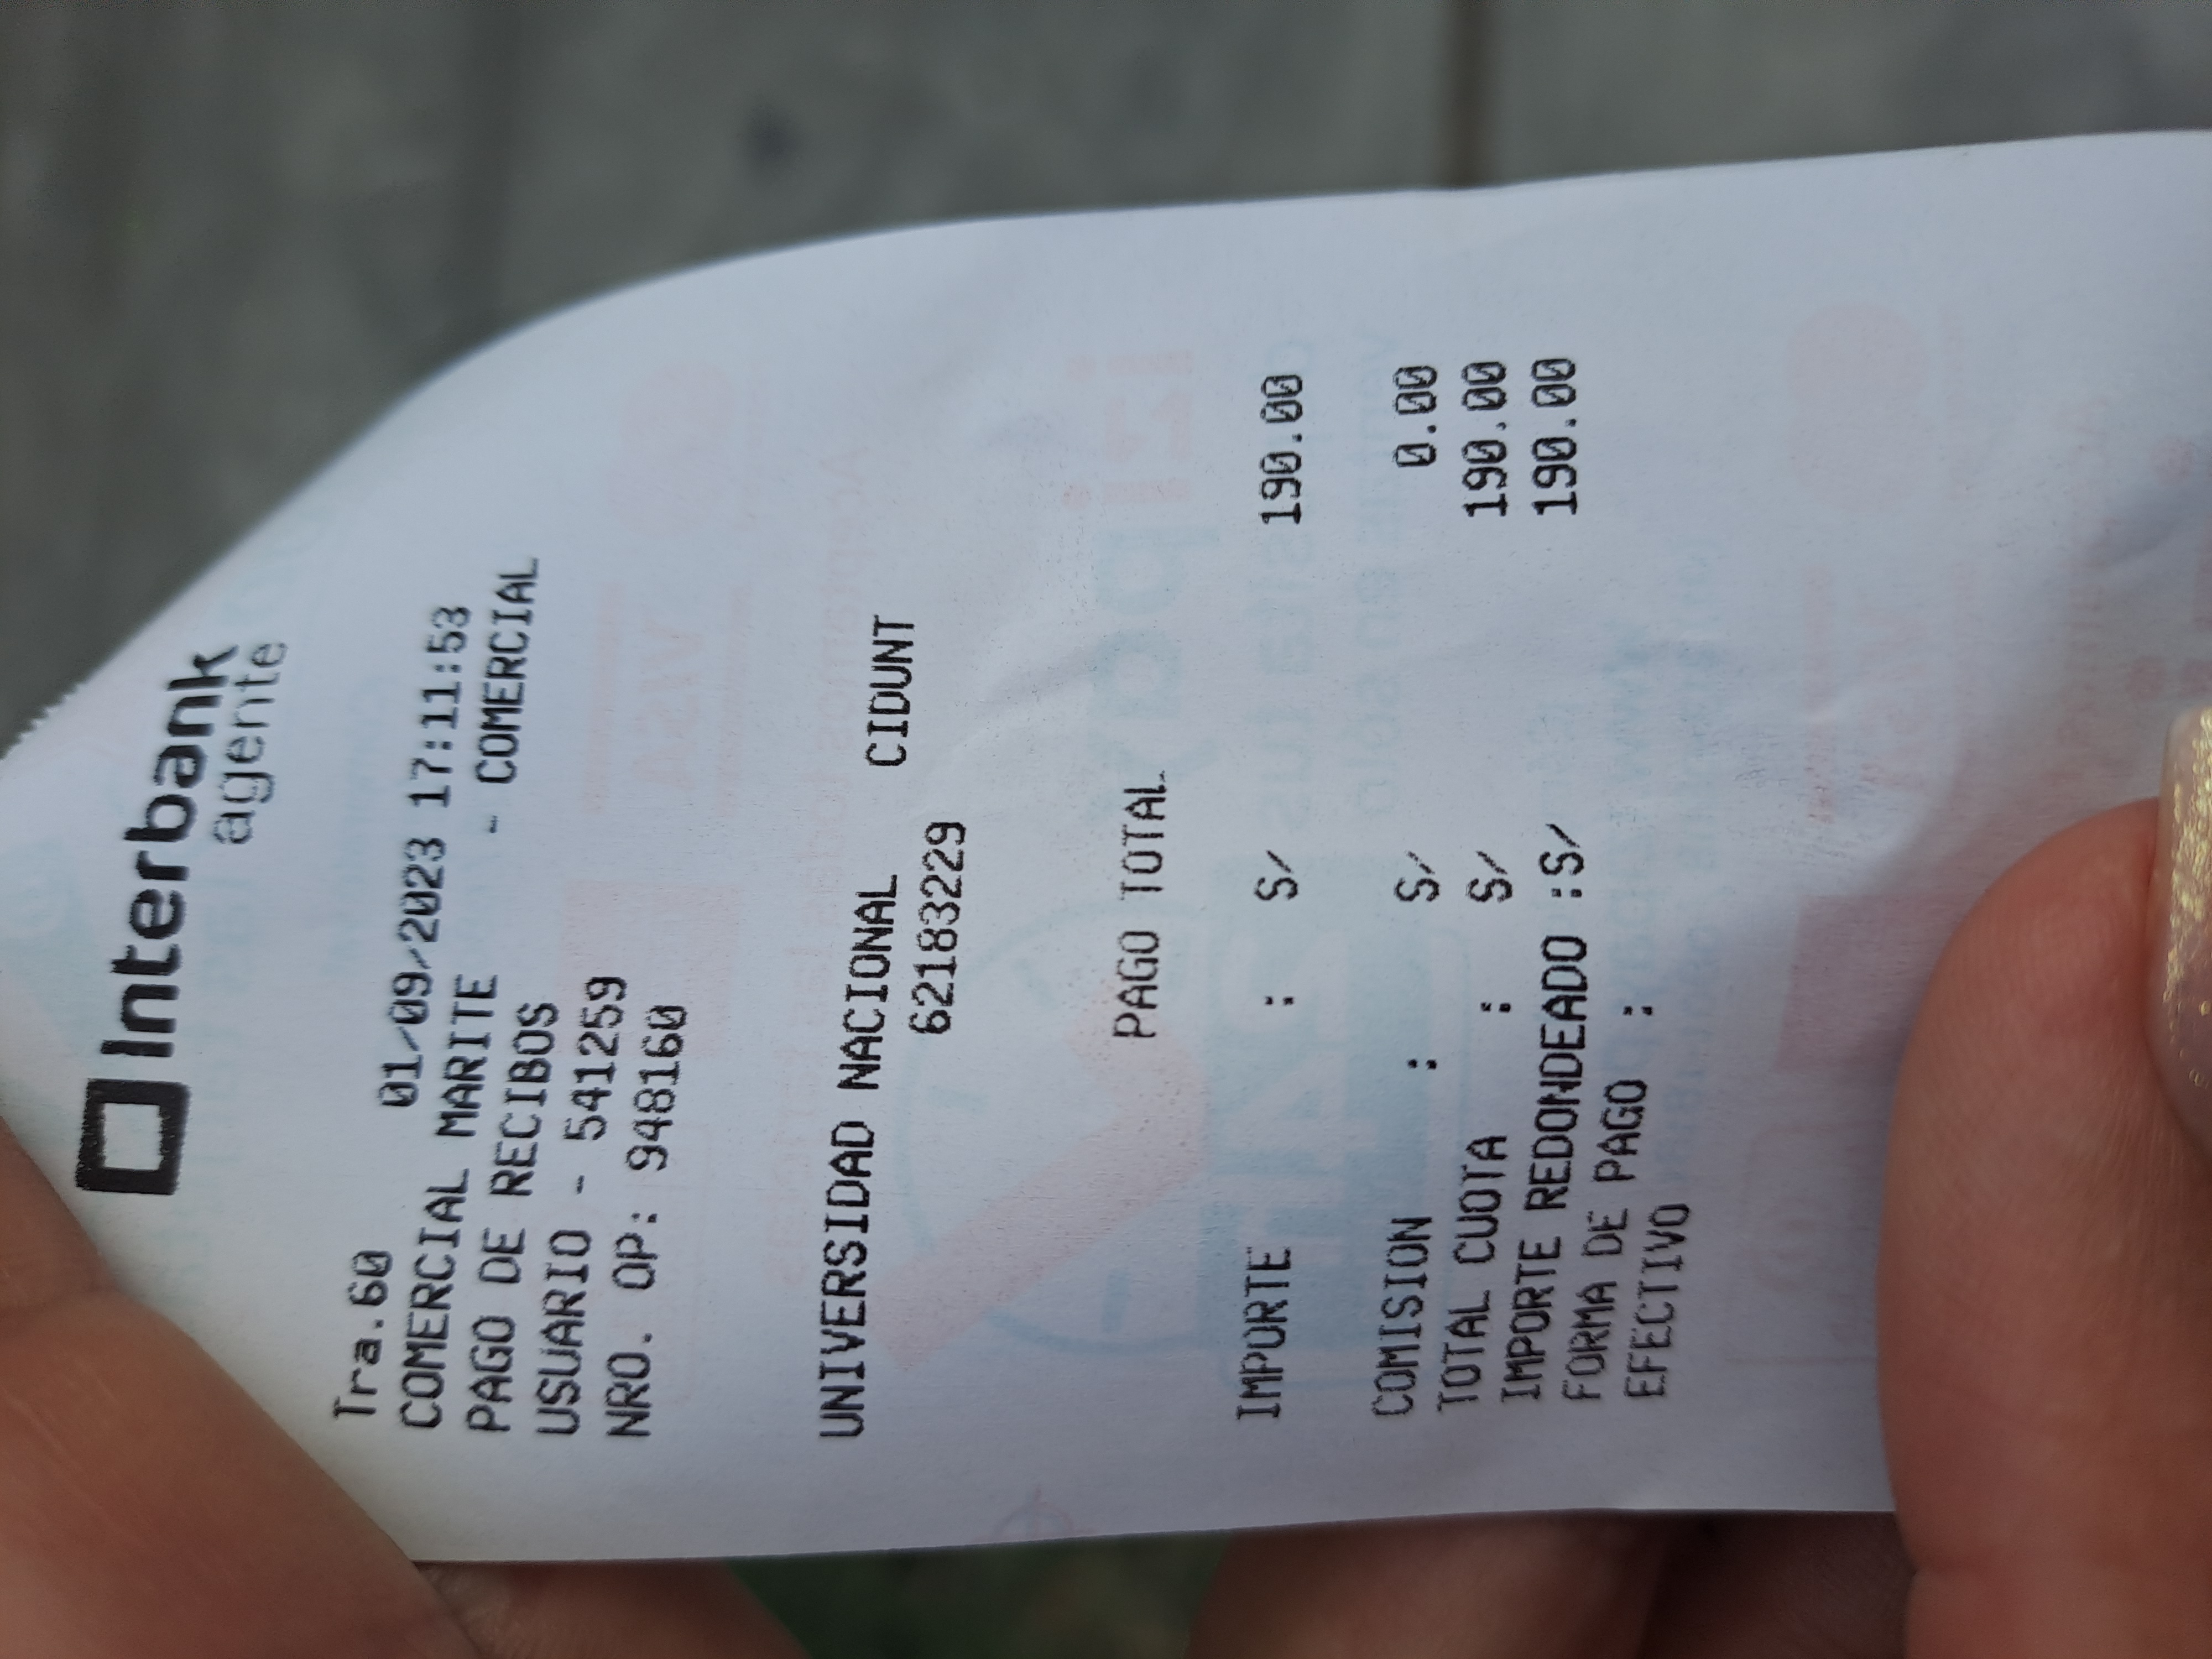 Interbank
agente
Tra.60 01/09/2023 17:11:53
COMERCIAL MARITE - COMERCIAL
PAGO DE RECIBOS
USUARIO - 541259
NRO. OP: 948160
UNIVERSIDAD NACIONAL CIDUNT
62183229
PAGO TOTAL
IMPORTE : S/ 190.00
COMISION : S/ 0.00
TOTAL CUOTA : S/ 190.00
IMPORTE REDONDEADO :S/ 190.00
FORMA DE PAGO :
EFECTIVO